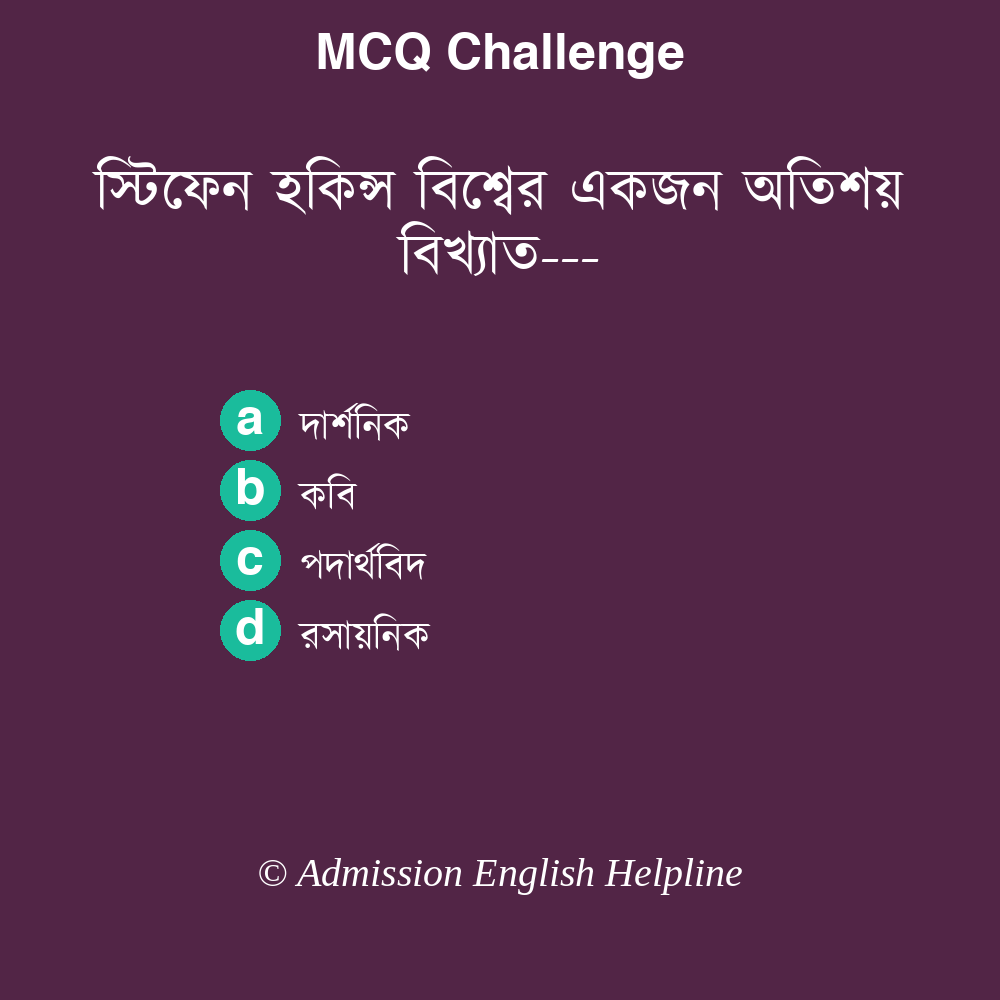 MCQ Challenge
স্টিফেন হকিন্স বিশ্বের একজন অতিশয়
বিখ্যাত---
a দার্শনিক
b কবি
c পদার্থবিদ
d রসায়নিক
© Admission English Helpline